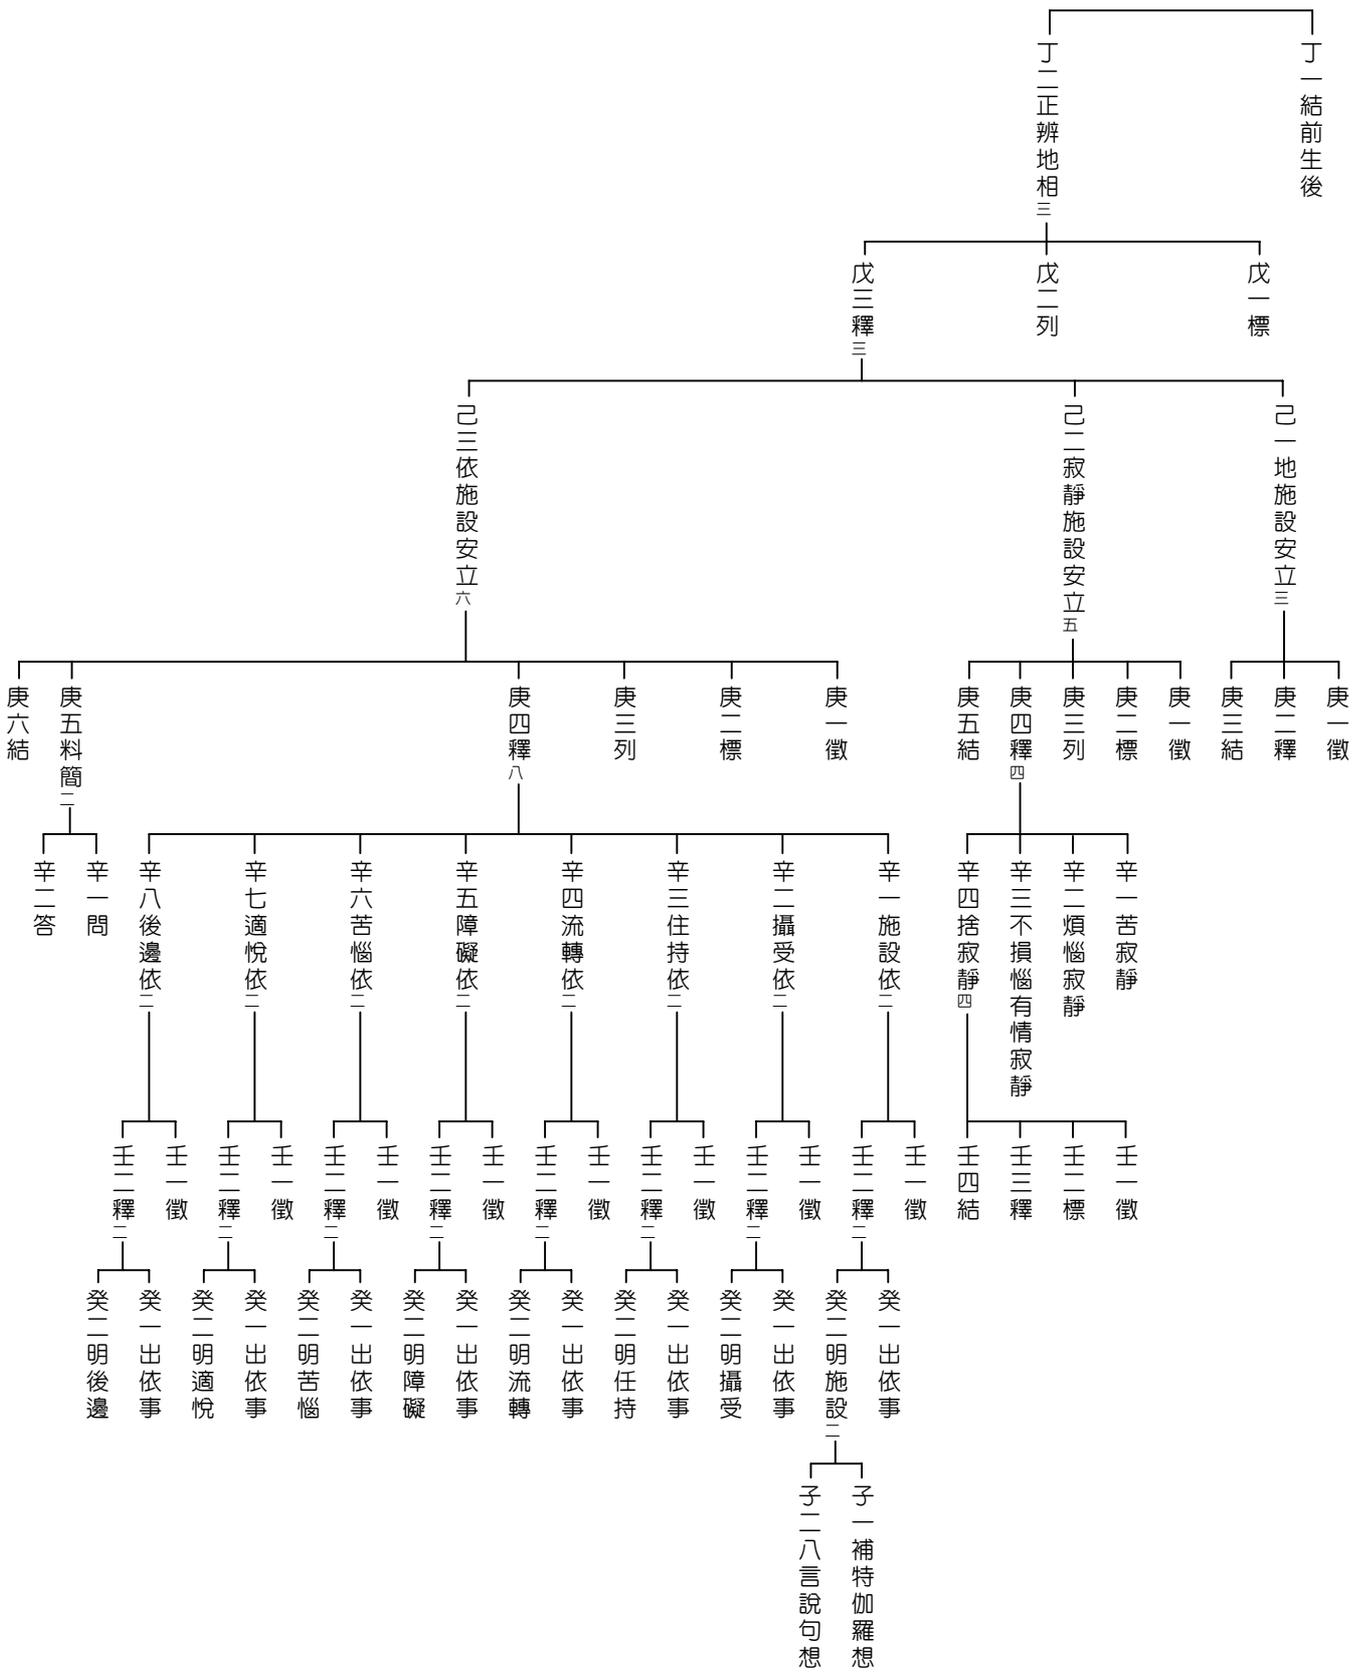 丁一結前生後
丁二正辨地相三
戊一標
戊二列
戊三釋三
己一地施設安立三
己二寂靜施設安立五
己三依施設安立六
庚一徵
庚二釋
庚三結
庚一徵
庚二標
庚三列
庚四釋四
庚五結
庚一徵
庚二標
庚三列
庚四釋八
庚五料簡二
庚六結
辛一苦寂靜
辛二煩惱寂靜
辛三不損惱有情寂靜
辛四捨寂靜四
辛一施設依二
辛二攝受依二
辛三住持依二
辛四流轉依二
辛五障礙依二
辛六苦惱依二
辛七適悅依二
辛八後邊依二
辛一問
辛二答
壬一徵
壬二標
壬三釋
壬四結
壬一徵
壬二釋二
壬一徵
壬二釋二
壬一徵
壬二釋二
壬一徵
壬二釋二
壬一徵
壬二釋二
壬一徵
壬二釋二
壬一徵
壬二釋二
壬一徵
壬二釋二
癸一出依事
癸二明施設二
癸一出依事
癸二明攝受
癸一出依事
癸二明任持
癸一出依事
癸二明流轉
癸一出依事
癸二明障礙
癸一出依事
癸二明苦惱
癸一出依事
癸二明適悅
癸一出依事
癸二明後邊
子一補特伽羅想
子二八言說句想